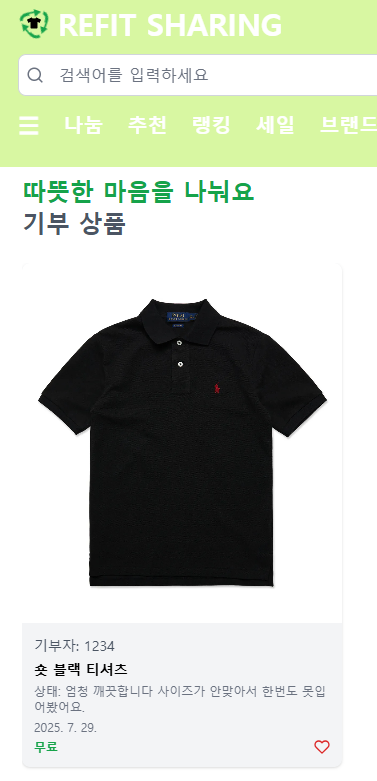 REFIT SHARING
검색어를 입력하세요
나눔 추천 랭킹 세일 브랜드
따뜻한 마음을 나눠요
기부 상품
기부자: 1234
숏 블랙 티셔츠
상태: 엄청 깨끗합니다 사이즈가 안맞아서 한번도 못입
어봤어요.
2025. 7. 29.
무료